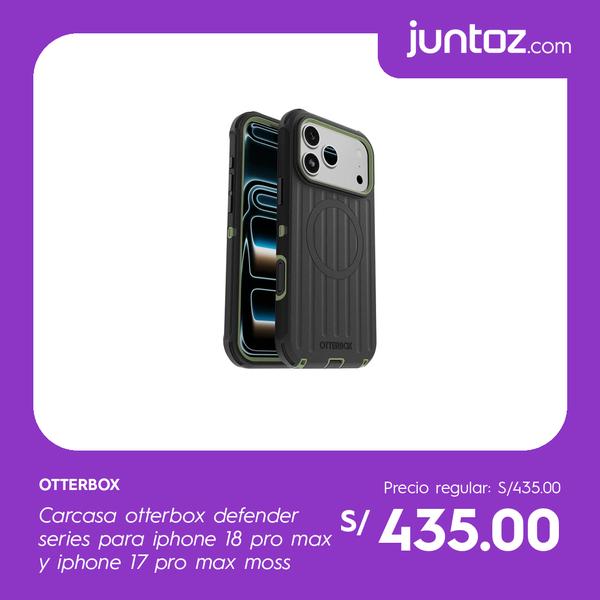 juntoz.com
OTTERBOX
OTTERBOX
Carcasa otterbox defender
series para iphone 18 pro max
y iphone 17 pro max moss
Precio regular: S/435.00
S/ 435.00